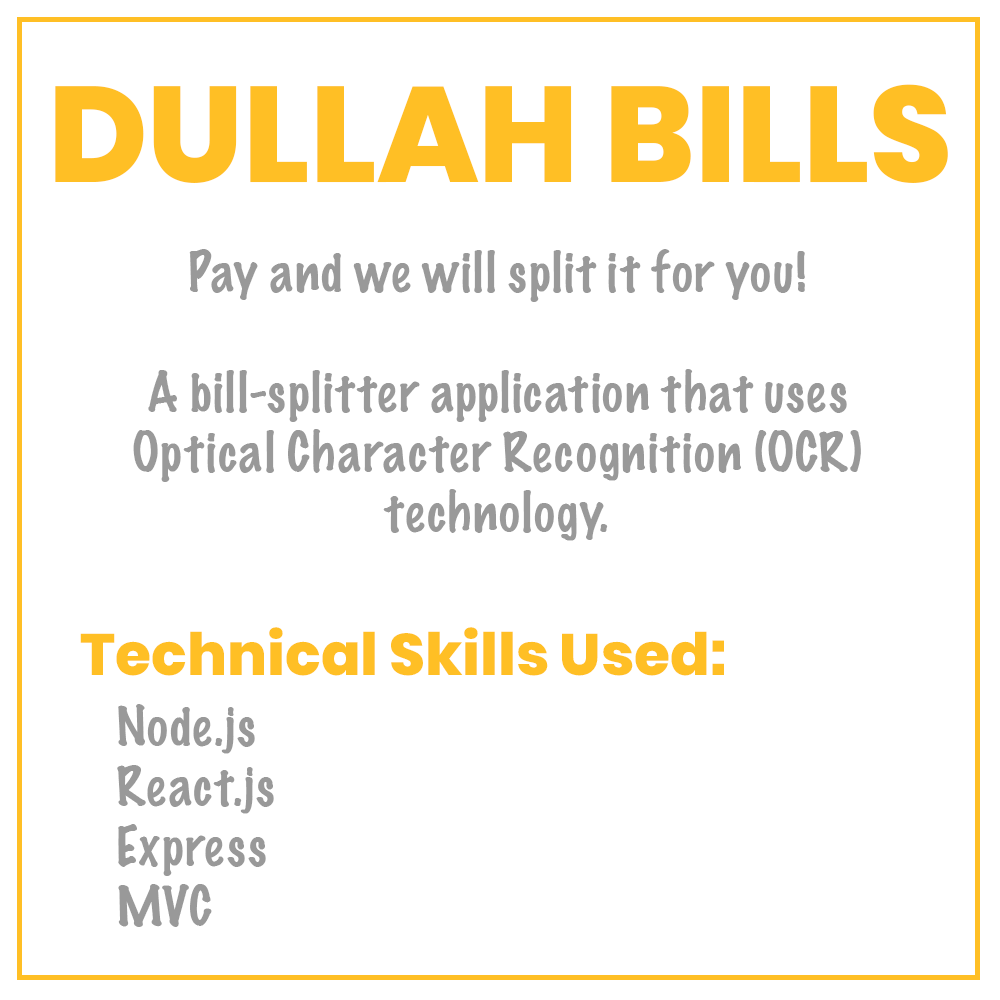 DULLAH BILLS
Pay and we will split it for you!
A bill-splitter application that uses
Optical Character Recognition (OCR)
technology.
Technical Skills Used:
Node.js
React.js
Express
MVC